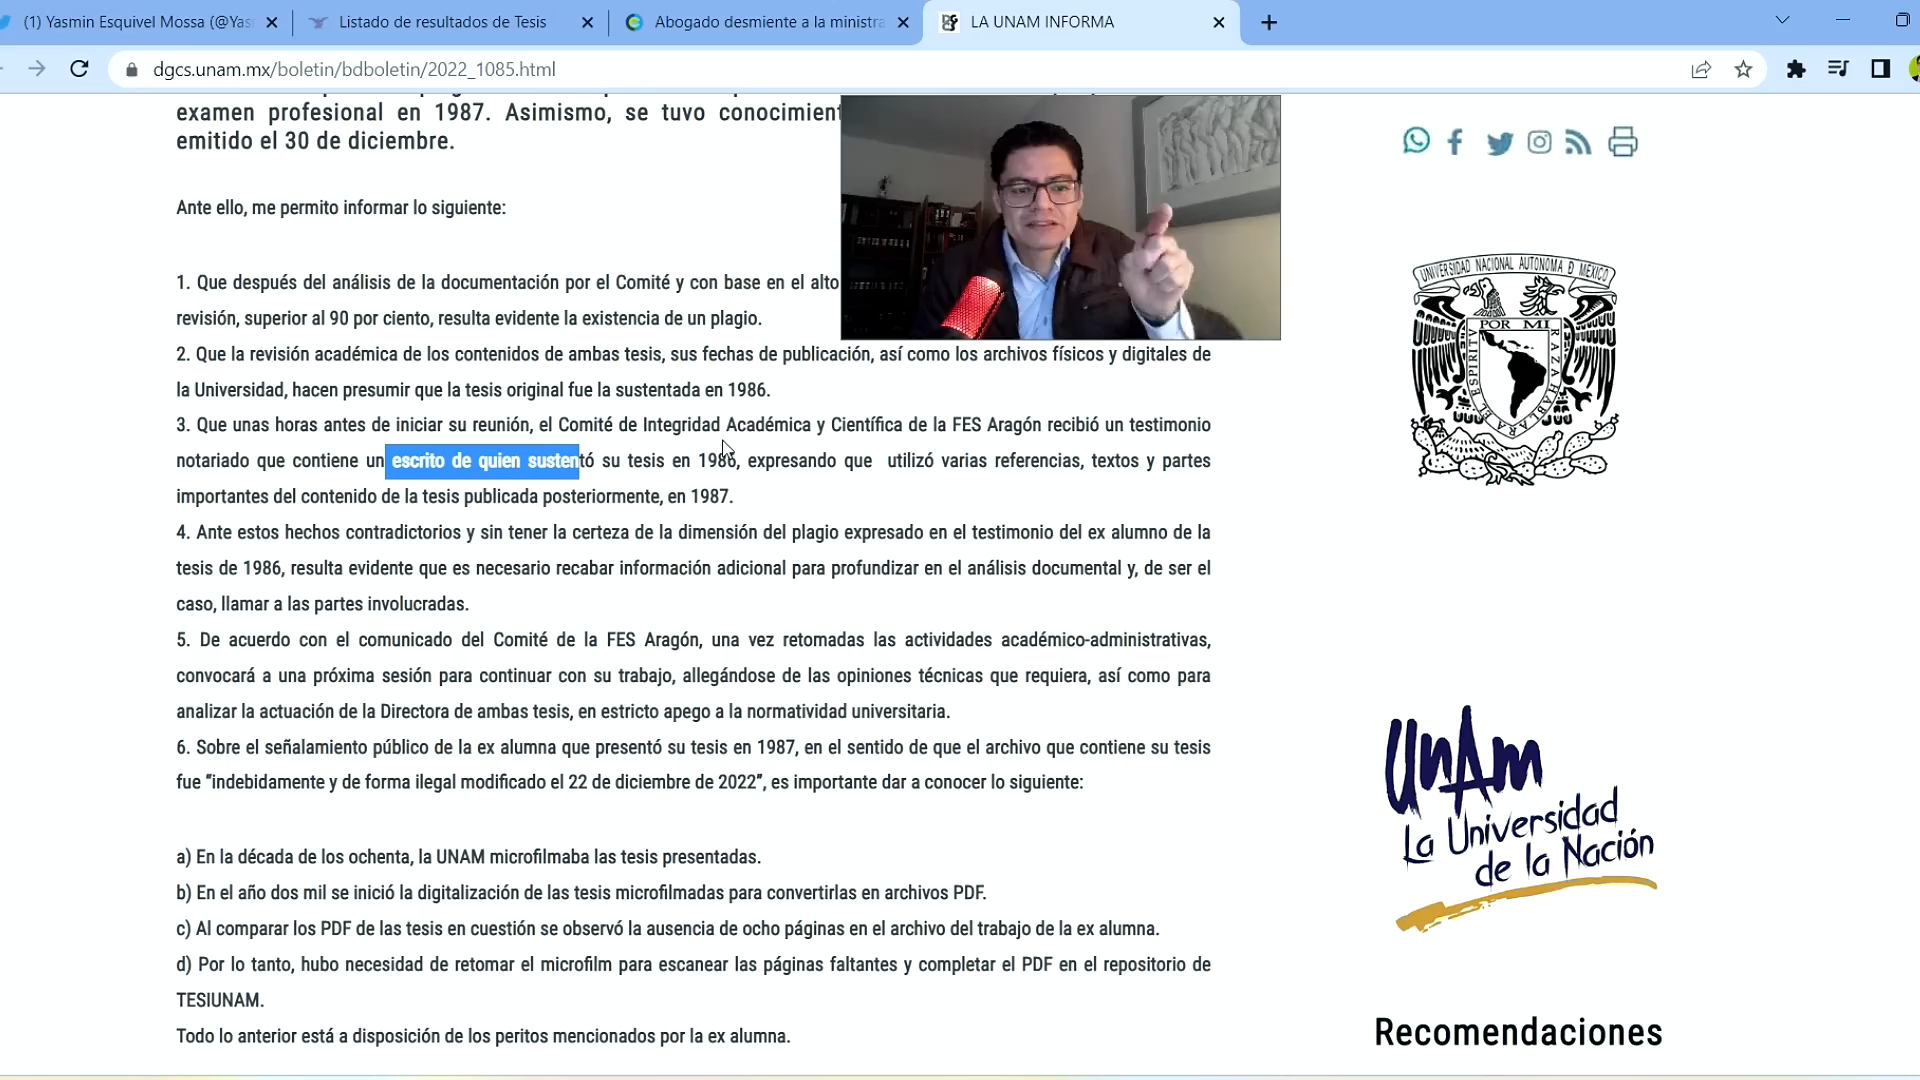 (1) Yasmin Esquivel Mossa (@Yas
Listado de resultados de Tesis
Abogado desmiente a la ministra
LA UNAM INFORMA
dgcs.unam.mx/boletin/bdboletin/2022_1085.html
examen profesional en 1987. Asimismo, se tuvo conocimient
emitido el 30 de diciembre.
Ante ello, me permito informar lo siguiente:
1. Que después del análisis de la documentación por el Comité y con base en el alto
revisión, superior al 90 por ciento, resulta evidente la existencia de un plagio.
2. Que la revisión académica de los contenidos de ambas tesis, sus fechas de publicación, así como los archivos físicos y digitales de
la Universidad, hacen presumir que la tesis original fue la sustentada en 1986.
3. Que unas horas antes de iniciar su reunión, el Comité de Integridad Académica y Científica de la FES Aragón recibió un testimonio
notariado que contiene un escrito de quien sustentó su tesis en 1986, expresando que utilizó varias referencias, textos y partes
importantes del contenido de la tesis publicada posteriormente, en 1987.
4. Ante estos hechos contradictorios y sin tener la certeza de la dimensión del plagio expresado en el testimonio del ex alumno de la
tesis de 1986, resulta evidente que es necesario recabar información adicional para profundizar en el análisis documental y, de ser el
caso, llamar a las partes involucradas.
5. De acuerdo con el comunicado del Comité de la FES Aragón, una vez retomadas las actividades académico-administrativas,
convocará a una próxima sesión para continuar con su trabajo, allegándose de las opiniones técnicas que requiera, así como para
analizar la actuación de la Directora de ambas tesis, en estricto apego a la normatividad universitaria.
6. Sobre el señalamiento público de la ex alumna que presentó su tesis en 1987, en el sentido de que el archivo que contiene su tesis
fue “indebidamente y de forma ilegal modificado el 22 de diciembre de 2022”, es importante dar a conocer lo siguiente:
a) En la década de los ochenta, la UNAM microfilmaba las tesis presentadas.
b) En el año dos mil se inició la digitalización de las tesis microfilmadas para convertirlas en archivos PDF.
c) Al comparar los PDF de las tesis en cuestión se observó la ausencia de ocho páginas en el archivo del trabajo de la ex alumna.
d) Por lo tanto, hubo necesidad de retomar el microfilm para escanear las páginas faltantes y completar el PDF en el repositorio de
TESIUNAM.
Todo lo anterior está a disposición de los peritos mencionados por la ex alumna.
UNIVERSIDAD NACIONAL AUTONOMA D MEXICO
POR MI
RAZA HABLARA
EL ESPIRITV
UnAm
La Universidad
de la Nación
Recomendaciones